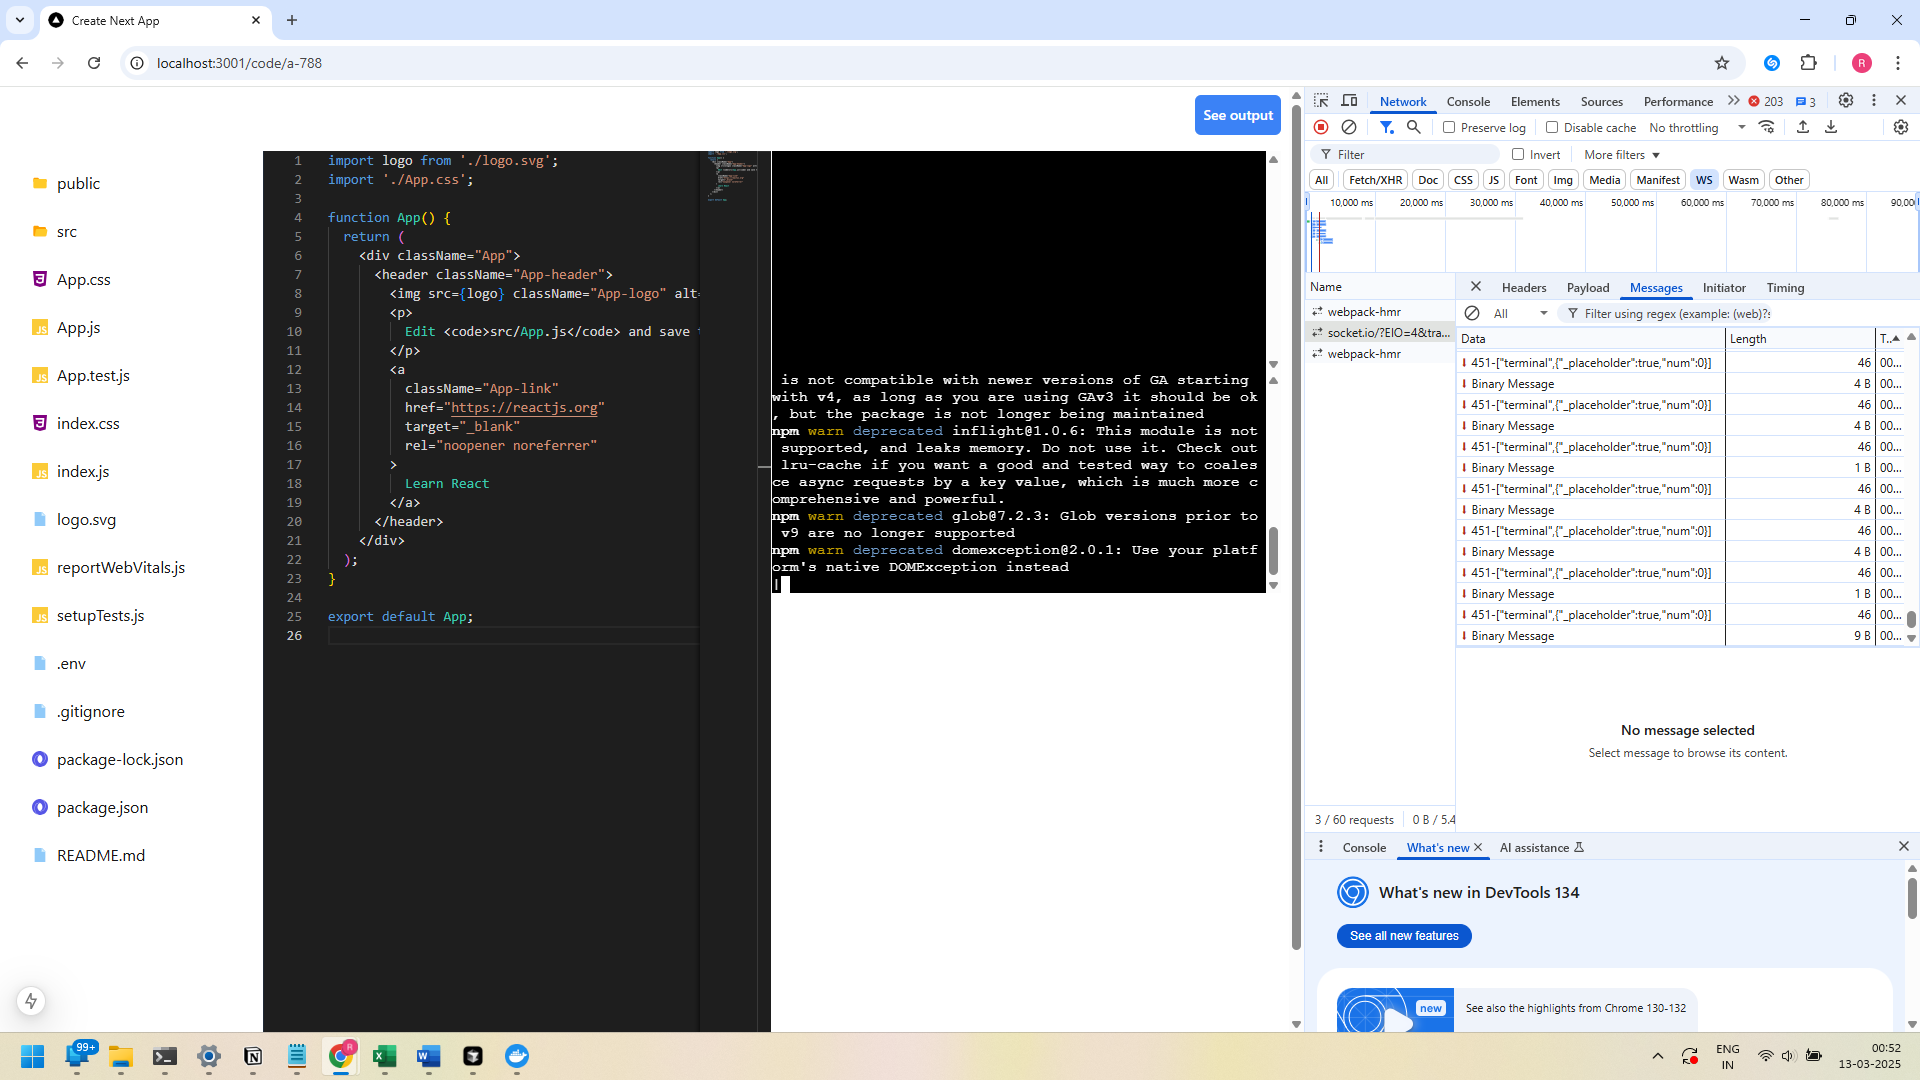 Create Next App
localhost:3001/code/a-788
R
See output
public
src
App.css
App.js
App.test.js
index.css
index.js
logo.svg
reportWebVitals.js
setupTests.js
.env
.gitignore
package-lock.json
package.json
README.md
1 import logo from './logo.svg';
2 import './App.css';
3
4 function App() {
5 return (
6 <div className="App">
7 <header className="App-header">
8 <img src={logo} className="App-logo" alt=
9 <p>
10 Edit <code>src/App.js</code> and save
11 </p>
12 <a
13 className="App-link"
14 href="https://reactjs.org"
15 target="_blank"
16 rel="noopener noreferrer"
17 >
18 Learn React
19 </a>
20 </header>
21 </div>
22 );
23 }
24
25 export default App;
26
is not compatible with newer versions of GA starting
with v4, as long as you are using GAv3 it should be ok
, but the package is not longer being maintained
npm warn deprecated inflight@1.0.6: This module is not
supported, and leaks memory. Do not use it. Check out
lru-cache if you want a good and tested way to coales
ce async requests by a key value, which is much more c
omprehensive and powerful.
npm warn deprecated glob@7.2.3: Glob versions prior to
v9 are no longer supported
npm warn deprecated domexception@2.0.1: Use your platf
orm's native DOMException instead
|
Network Console Elements Sources Performance 203 3
Preserve log Disable cache No throttling
Filter Invert More filters
All Fetch/XHR Doc CSS JS Font Img Media Manifest WS Wasm Other
10,000 ms 20,000 ms 30,000 ms 40,000 ms 50,000 ms 60,000 ms 70,000 ms 80,000 ms 90,00
Name
webpack-hmr
socket.io/?EIO=4&tra...
webpack-hmr
Headers Payload Messages Initiator Timing
All Filter using regex (example: (web)?s
Data Length T...
451-["terminal",{"_placeholder":true,"num":0}] 46 00...
Binary Message 4 B 00...
451-["terminal",{"_placeholder":true,"num":0}] 46 00...
Binary Message 4 B 00...
451-["terminal",{"_placeholder":true,"num":0}] 46 00...
Binary Message 1 B 00...
451-["terminal",{"_placeholder":true,"num":0}] 46 00...
Binary Message 4 B 00...
451-["terminal",{"_placeholder":true,"num":0}] 46 00...
Binary Message 4 B 00...
451-["terminal",{"_placeholder":true,"num":0}] 46 00...
Binary Message 1 B 00...
451-["terminal",{"_placeholder":true,"num":0}] 46 00...
Binary Message 9 B 00...
No message selected
Select message to browse its content.
3 / 60 requests 0 B / 5.4
Console What's new AI assistance
What's new in DevTools 134
See all new features
new
See also the highlights from Chrome 130-132
99+
R
ENG
IN
00:52
13-03-2025